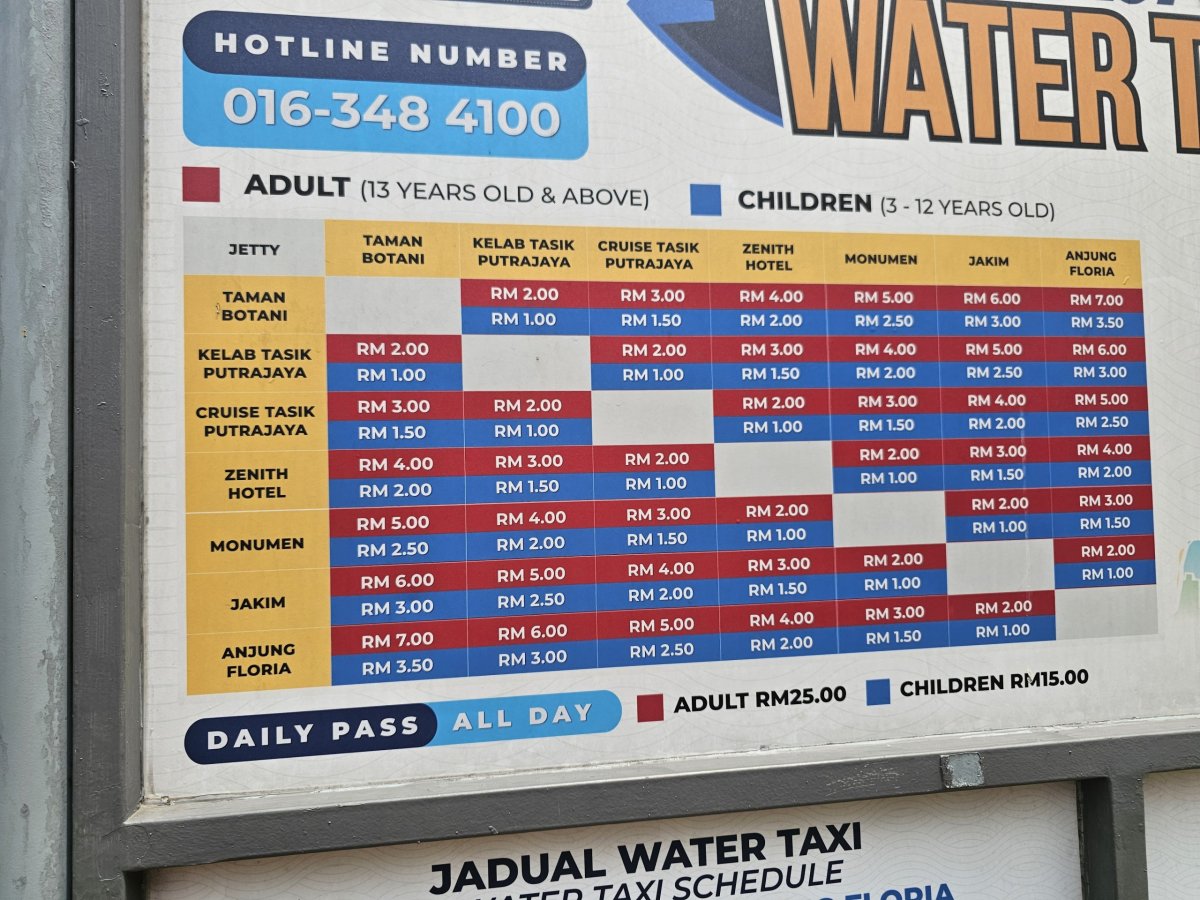 HOTLINE NUMBER
016-348 4100
WATER
ADULT (13 YEARS OLD & ABOVE) CHILDREN (3 - 12 YEARS OLD)
JETTY TAMAN BOTANI KELAB TASIK PUTRAJAYA CRUISE TASIK PUTRAJAYA ZENITH HOTEL MONUMEN JAKIM ANJUNG FLORIA
TAMAN BOTANI
RM 2.00 RM 3.00 RM 4.00 RM 5.00 RM 6.00 RM 7.00
RM 1.00 RM 1.50 RM 2.00 RM 2.50 RM 3.00 RM 3.50
KELAB TASIK PUTRAJAYA
RM 2.00 RM 2.00 RM 3.00 RM 4.00 RM 5.00 RM 6.00
RM 1.00 RM 1.00 RM 1.50 RM 2.00 RM 2.50 RM 3.00
CRUISE TASIK PUTRAJAYA
RM 3.00 RM 2.00 RM 2.00 RM 3.00 RM 4.00 RM 5.00
RM 1.50 RM 1.00 RM 1.00 RM 1.50 RM 2.00 RM 2.50
ZENITH HOTEL
RM 4.00 RM 3.00 RM 2.00 RM 2.00 RM 3.00 RM 4.00
RM 2.00 RM 1.50 RM 1.00 RM 1.00 RM 1.50 RM 2.00
MONUMEN
RM 5.00 RM 4.00 RM 3.00 RM 2.00 RM 2.00 RM 3.00
RM 2.50 RM 2.00 RM 1.50 RM 1.00 RM 1.00 RM 1.50
JAKIM
RM 6.00 RM 5.00 RM 4.00 RM 3.00 RM 2.00 RM 2.00
RM 3.00 RM 2.50 RM 2.00 RM 1.50 RM 1.00 RM 1.00
ANJUNG FLORIA
RM 7.00 RM 6.00 RM 5.00 RM 4.00 RM 3.00 RM 2.00
RM 3.50 RM 3.00 RM 2.50 RM 2.00 RM 1.50 RM 1.00
DAILY PASS ALL DAY ADULT RM25.00 CHILDREN RM15.00
JADUAL WATER TAXI
WATER TAXI SCHEDULE
FLORIA